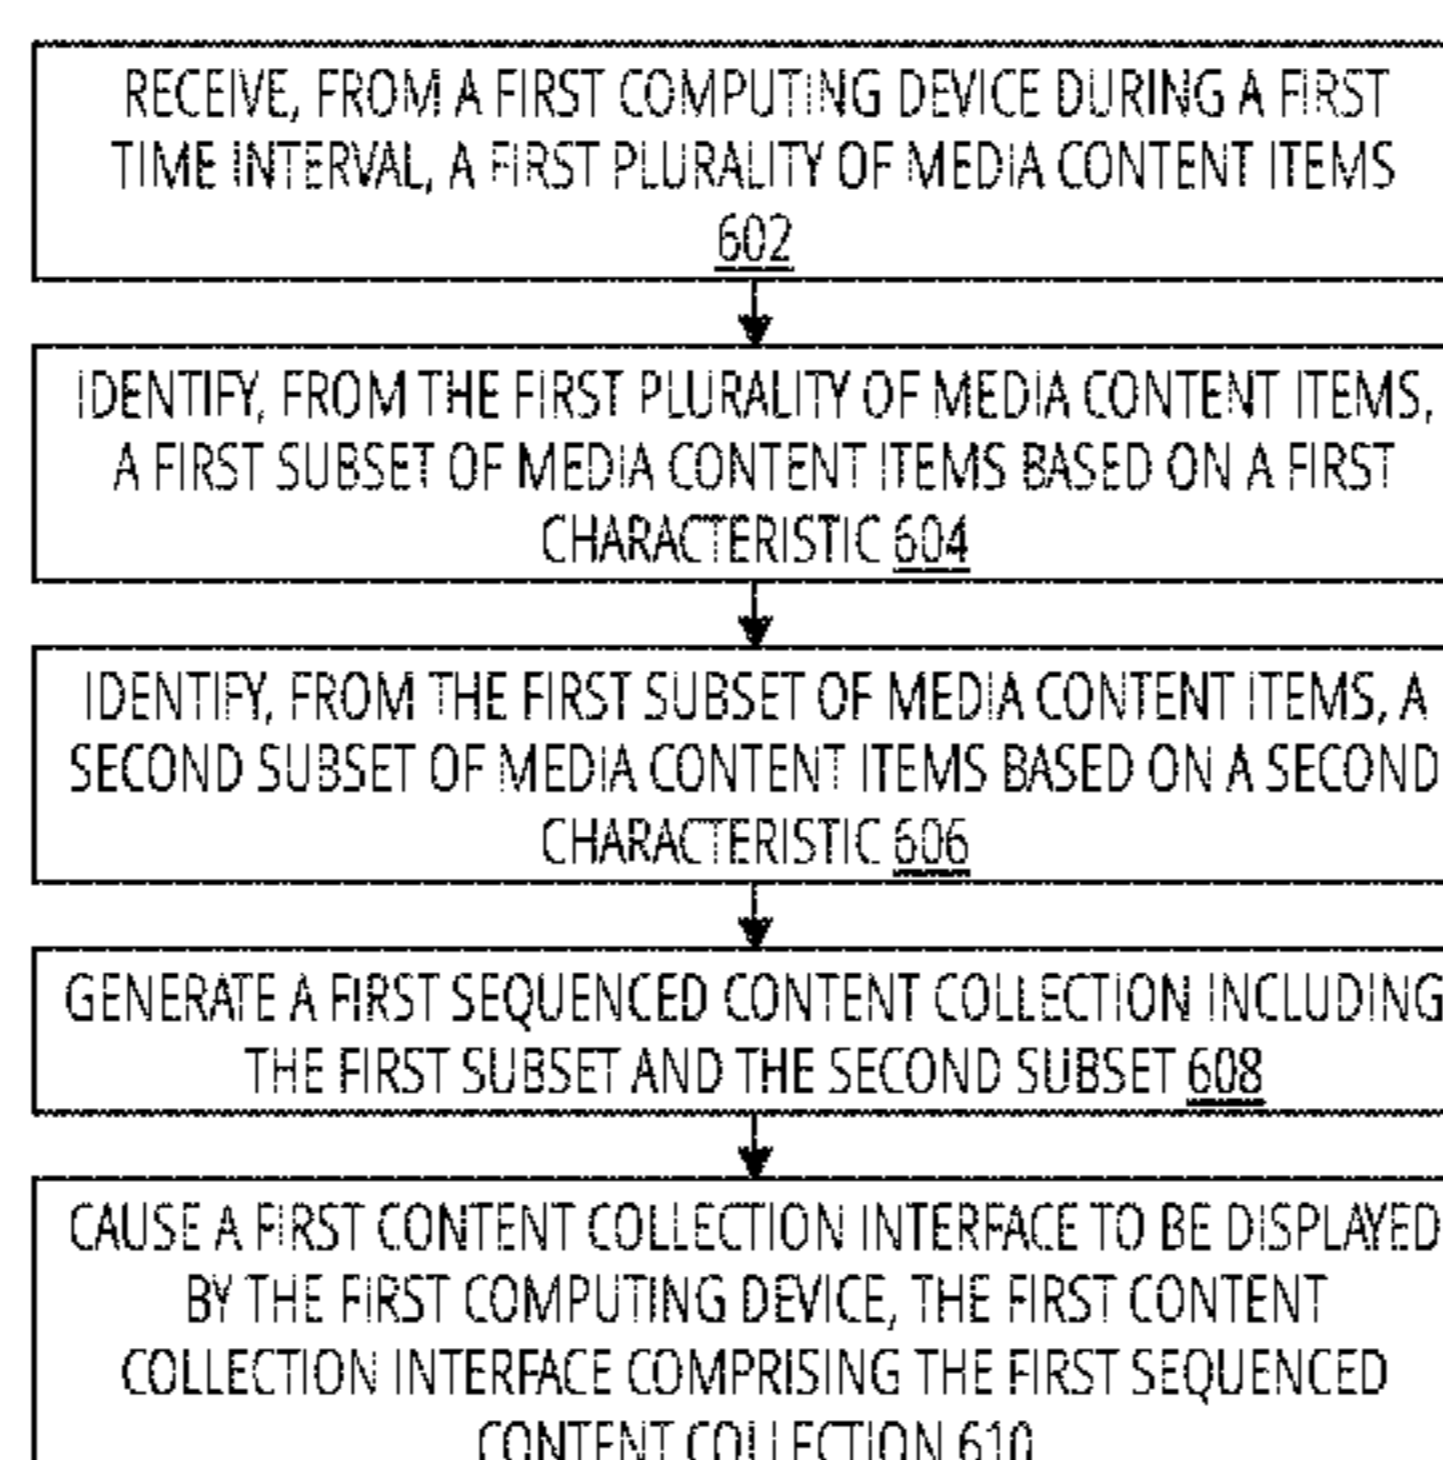 RECEIVE, FROM A FIRST COMPUTING DEVICE DURING A FIRST
TIME INTERVAL, A FIRST PLURALITY OF MEDIA CONTENT ITEMS
602
IDENTIFY, FROM THE FIRST PLURALITY OF MEDIA CONTENT ITEMS,
A FIRST SUBSET OF MEDIA CONTENT ITEMS BASED ON A FIRST
CHARACTERISTIC 604
IDENTIFY, FROM THE FIRST SUBSET OF MEDIA CONTENT ITEMS, A
SECOND SUBSET OF MEDIA CONTENT ITEMS BASED ON A SECOND
CHARACTERISTIC 606
GENERATE A FIRST SEQUENCED CONTENT COLLECTION INCLUDING
THE FIRST SUBSET AND THE SECOND SUBSET 608
CAUSE A FIRST CONTENT COLLECTION INTERFACE TO BE DISPLAYED
BY THE FIRST COMPUTING DEVICE, THE FIRST CONTENT
COLLECTION INTERFACE COMPRISING THE FIRST SEQUENCED
CONTENT COLLECTION 610